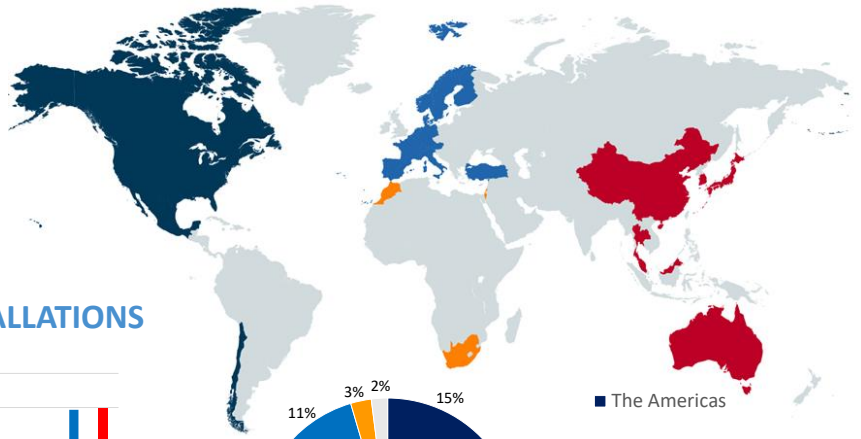 ALLATIONS
11%
3%
2%
15%
The Americas